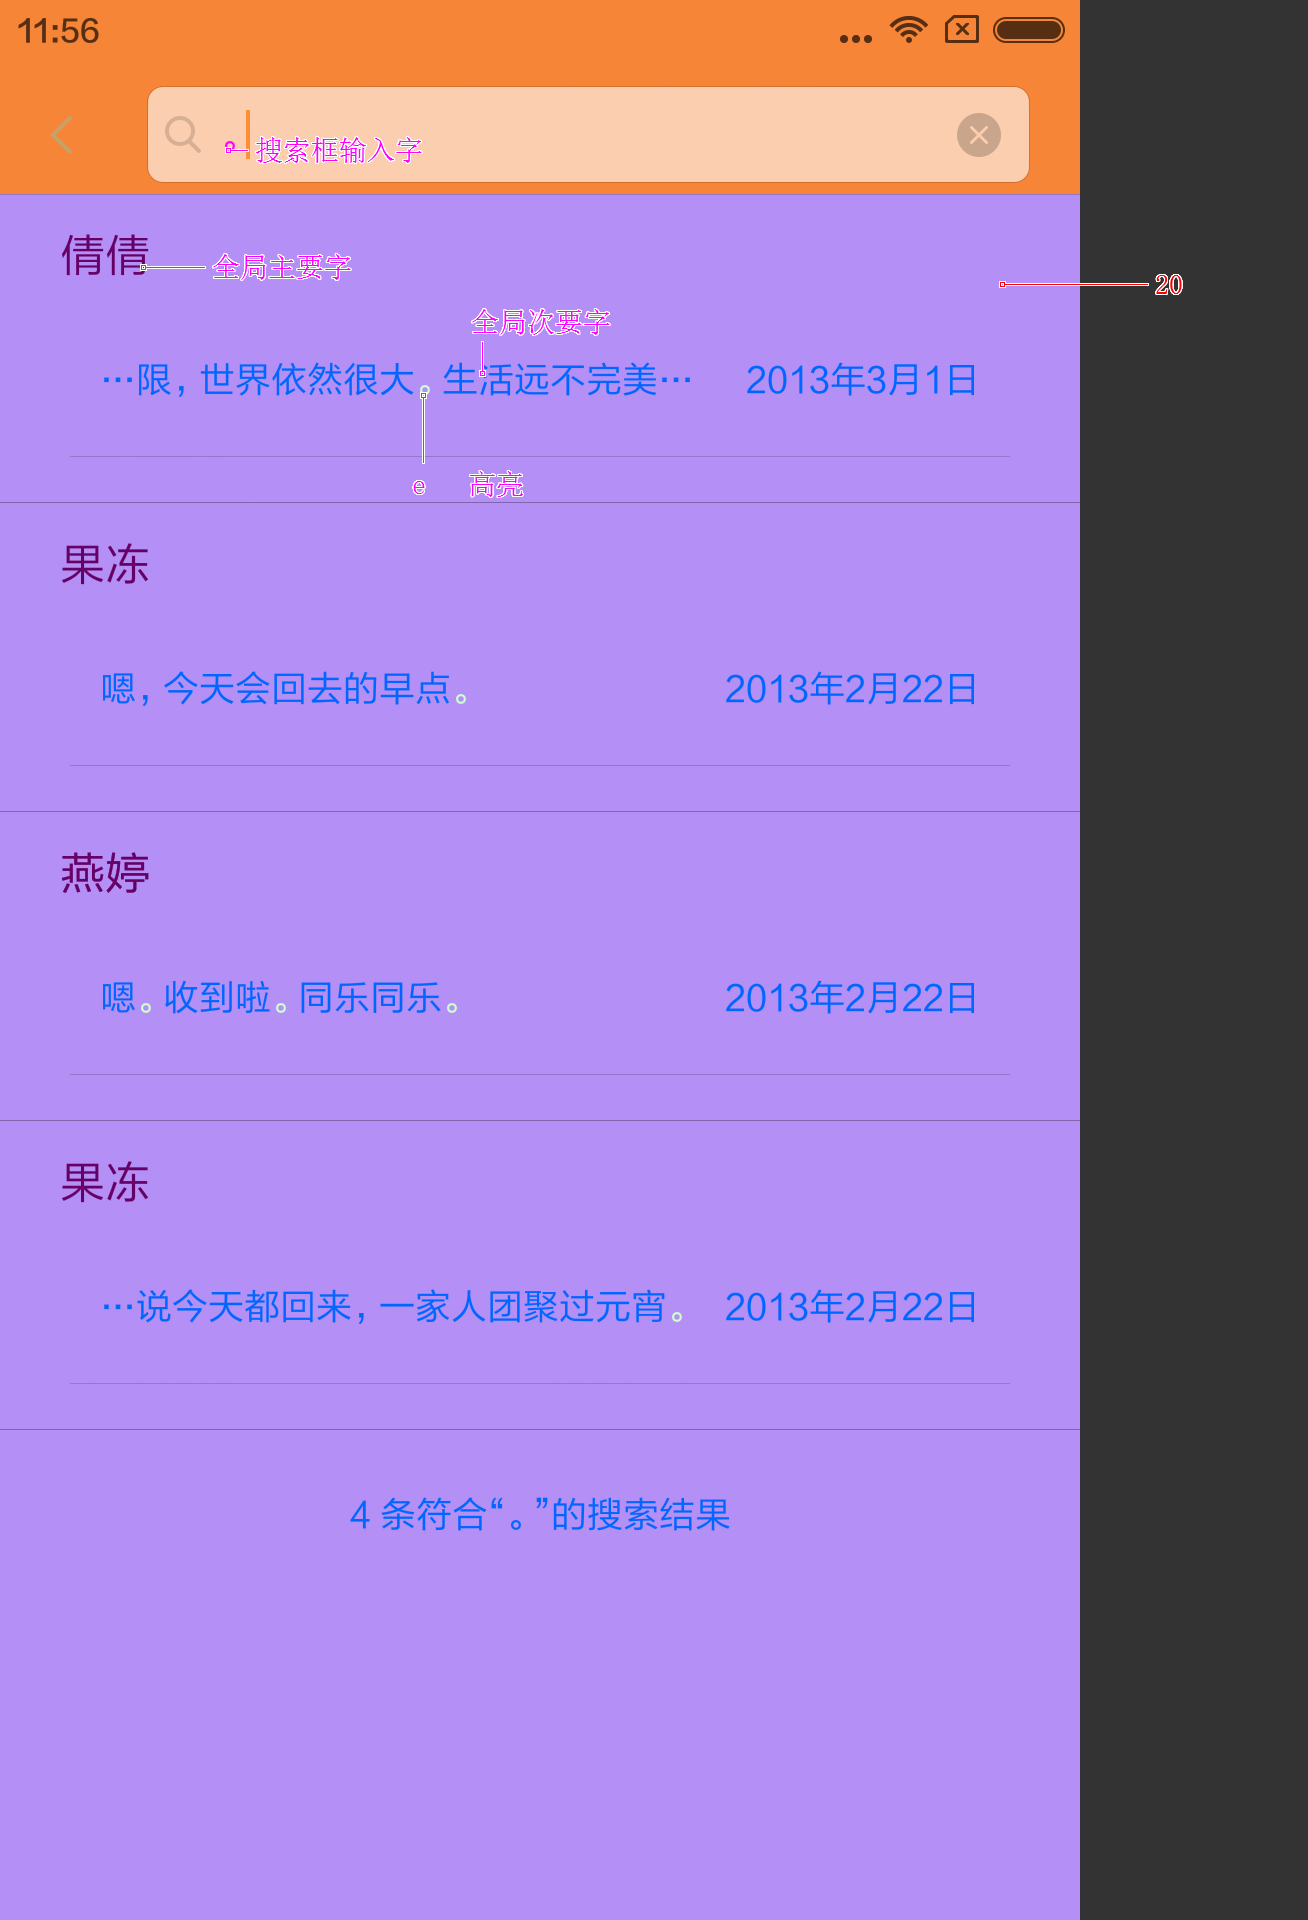 11:56
。 搜索框输入字
倩倩 全局主要字
20
全局次要字
…限，世界依然很大。生活远不完美… 2013年3月1日
e 高亮
果冻
嗯，今天会回去的早点。 2013年2月22日
燕婷
嗯。收到啦。同乐同乐。 2013年2月22日
果冻
…说今天都回来，一家人团聚过元宵。 2013年2月22日
4 条符合“。”的搜索结果